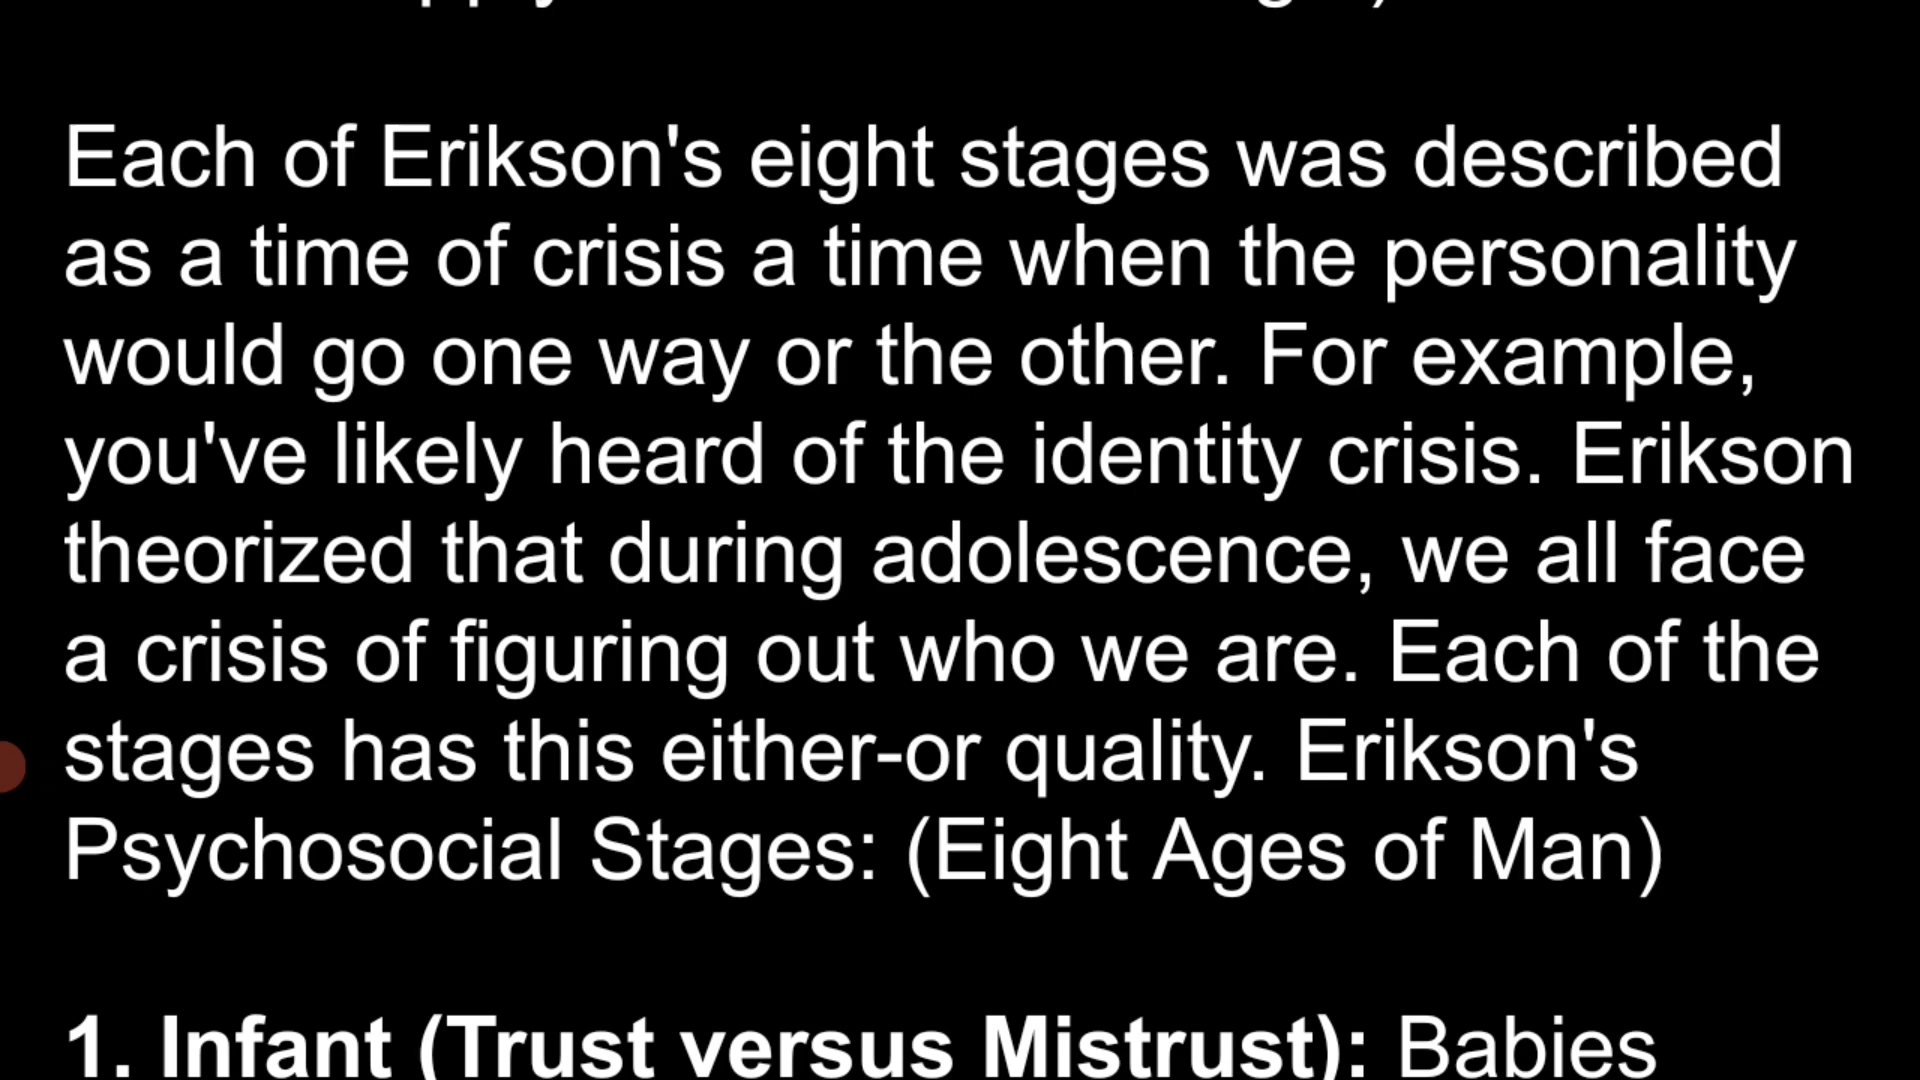 Each of Erikson's eight stages was described
as a time of crisis a time when the personality
would go one way or the other. For example,
you've likely heard of the identity crisis. Erikson
theorized that during adolescence, we all face
a crisis of figuring out who we are. Each of the
stages has this either-or quality. Erikson's
Psychosocial Stages: (Eight Ages of Man)
1. Infant (Trust versus Mistrust): Babies